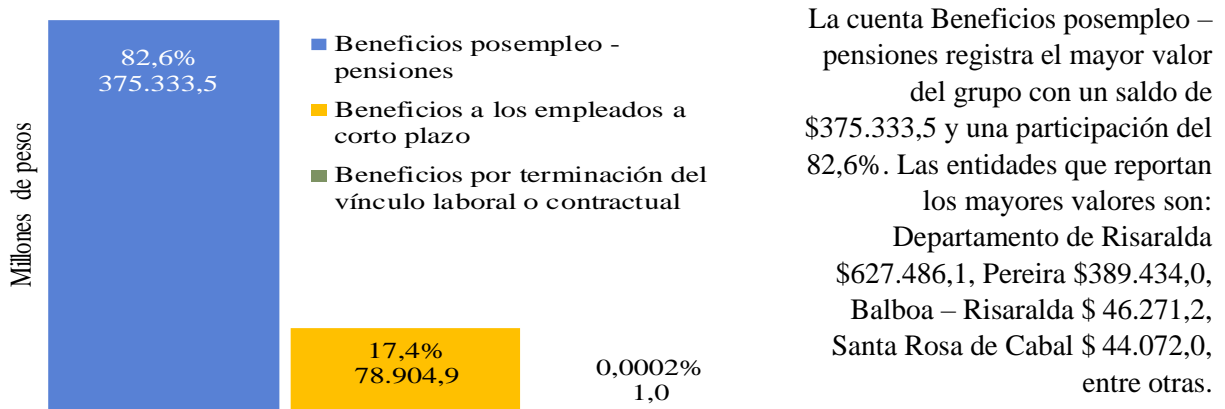 Millones de pesos
82,6%
375.333,5
Beneficios posempleo -
pensiones
Beneficios a los empleados a
corto plazo
Beneficios por terminación del
vínculo laboral o contractual
17,4%
78.904,9
0,0002%
1,0
La cuenta Beneficios posempleo –
pensiones registra el mayor valor
del grupo con un saldo de
$375.333,5 y una participación del
82,6%. Las entidades que reportan
los mayores valores son:
Departamento de Risaralda
$627.486,1, Pereira $389.434,0,
Balboa – Risaralda $ 46.271,2,
Santa Rosa de Cabal $ 44.072,0,
entre otras.